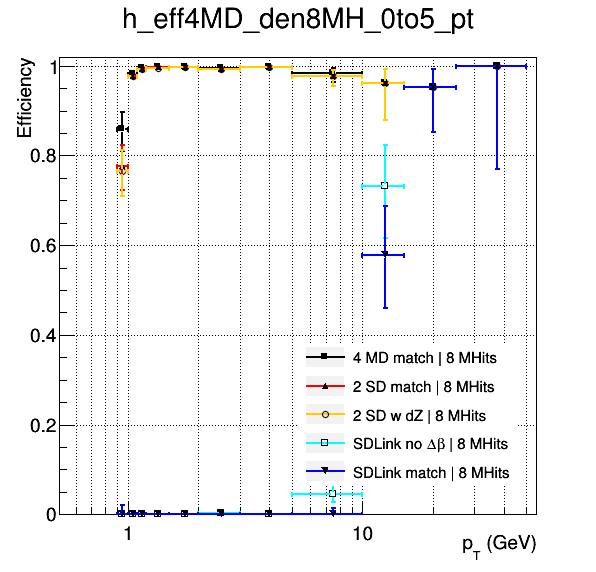 h_eff4MD_den8MH_0to5_pt
Efficiency
1
0.8
0.6
0.4
0.2
0
4 MD match | 8 MHits
2 SD match | 8 MHits
2 SD w dZ | 8 MHits
SDLink no Δβ | 8 MHits
SDLink match | 8 MHits
1
10
p_T (GeV)